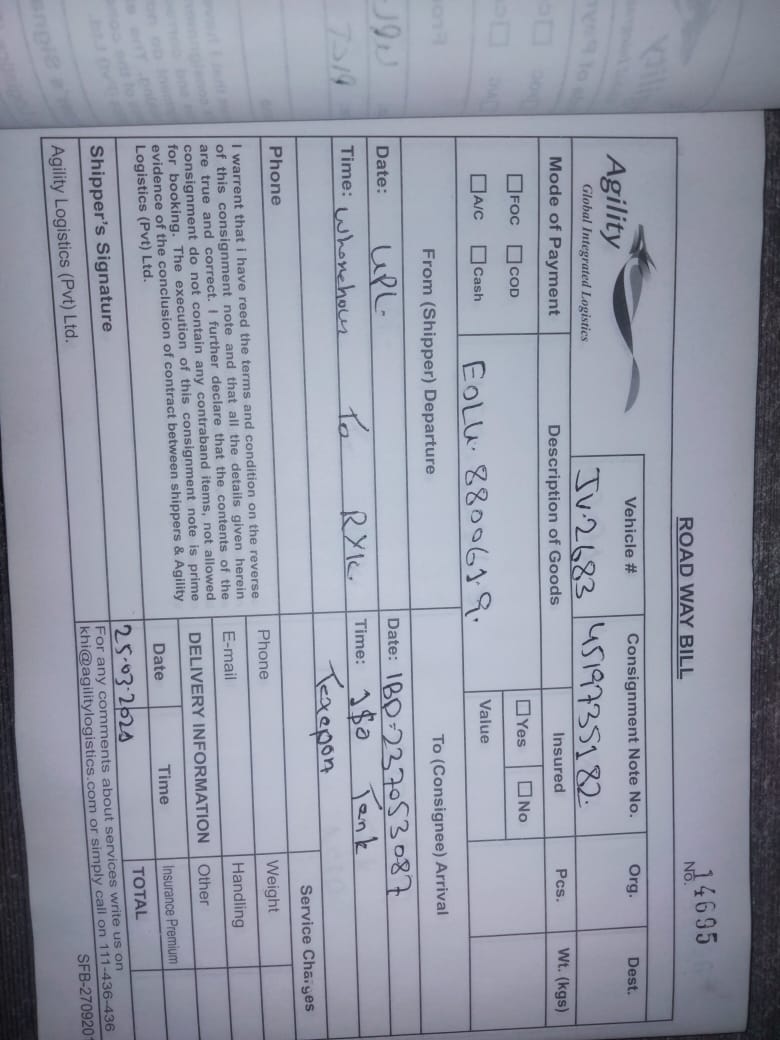 ROAD WAY BILL
No. 14695
Agility
Global Integrated Logistics
Vehicle #
JV-2683
Consignment Note No.
4519735182.
Org.
Dest.
Mode of Payment
Description of Goods
Insured
Pcs.
Wt. (kgs)
FOC COD
A/C Cash
EOLU. 880061.9.
Yes No
Value
From (Shipper) Departure
To (Consignee) Arrival
Date: UPL.
Date: IBD-237053087
Time: Whorehour To RYK.
Time: Tank
Phone
I warrent that i have reed the terms and condition on the reverse
of this consignment note and that all the details given herein
are true and correct. I further declare that the contents of the
consignment do not contain any contraband items, not allowed
for booking. The execution of this consignment note is prime
evidence of the conclusion of contract between shippers & Agility
Logistics (Pvt) Ltd.
Shipper's Signature
Agility Logistics (Pvt) Ltd.
Service Charges
Phone
Weight
E-mail
Handling
DELIVERY INFORMATION
Other
Date
Time
Insurance Premium
TOTAL
25-03-2021
For any comments about services write us on
khi@agilitylogistics.com or simply call on 111-436-436
SFB-2709201